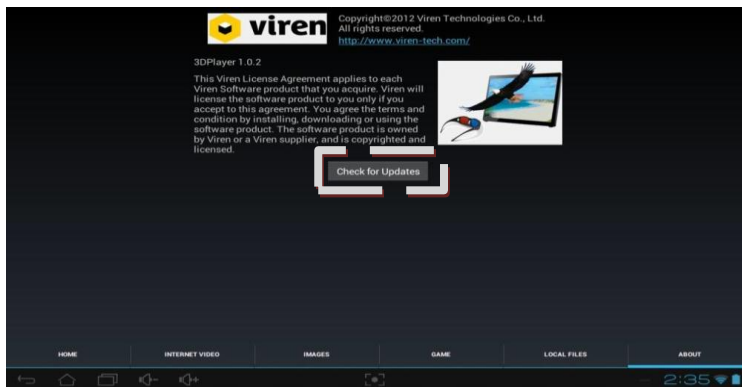 viren
Copyright©2012 Viren Technologies Co., Ltd.
All rights reserved.
http://www.viren-tech.com/
3DPlayer 1.0.2
This Viren License Agreement applies to each
Viren Software product that you acquire. Viren will
license the software product to you only if you
accept to this agreement. You agree the terms and
condition by installing, downloading or using the
software product. The software product is owned
by Viren or a Viren supplier, and is copyrighted and
licensed.
Check for Updates
HOME INTERNET VIDEO IMAGES GAME LOCAL FILES ABOUT
2:35